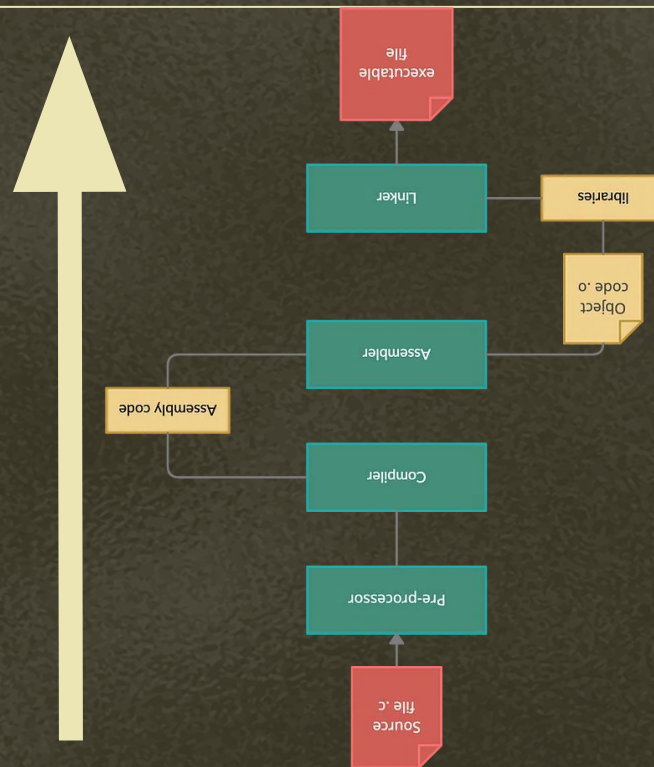 Source
file .c
Pre-processor
Compiler
Assembly code
Assembler
Object
code .o
libraries
Linker
executable
file